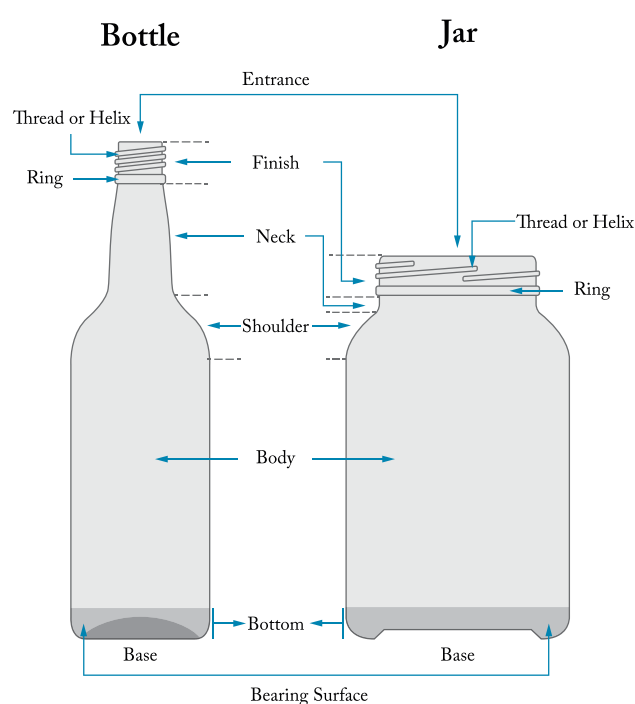 Bottle
Jar
Entrance
Thread or Helix
Finish
Ring
Neck
Thread or Helix
Ring
Shoulder
Body
Bottom
Base
Base
Bearing Surface